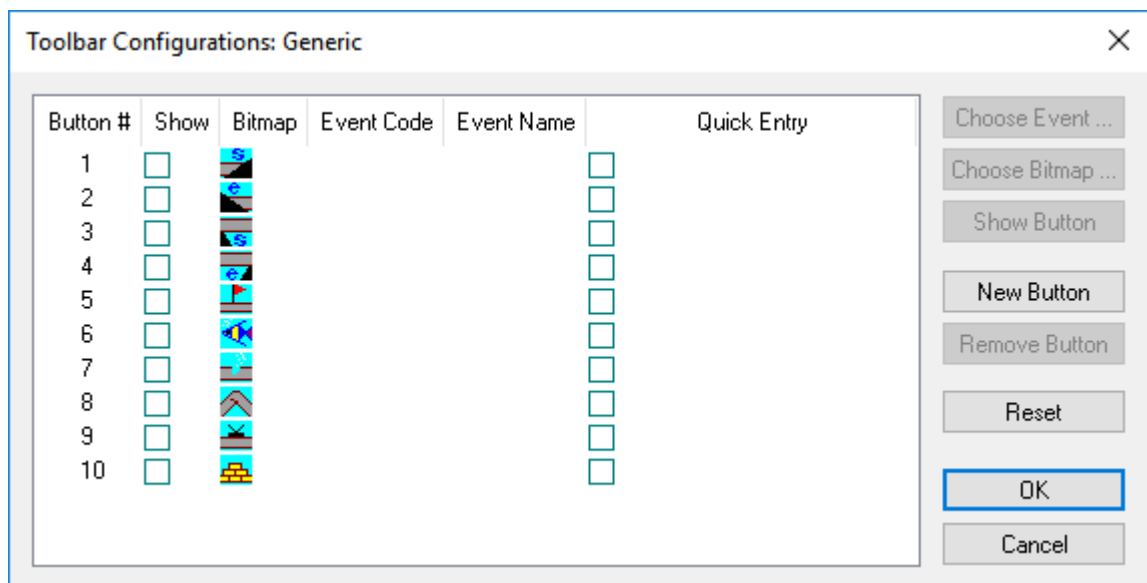 Toolbar Configurations: Generic
Button # Show Bitmap Event Code Event Name Quick Entry
1 s
2 e
3 s
4 e
5
6
7
8
9
10
Choose Event ...
Choose Bitmap ...
Show Button
New Button
Remove Button
Reset
OK
Cancel